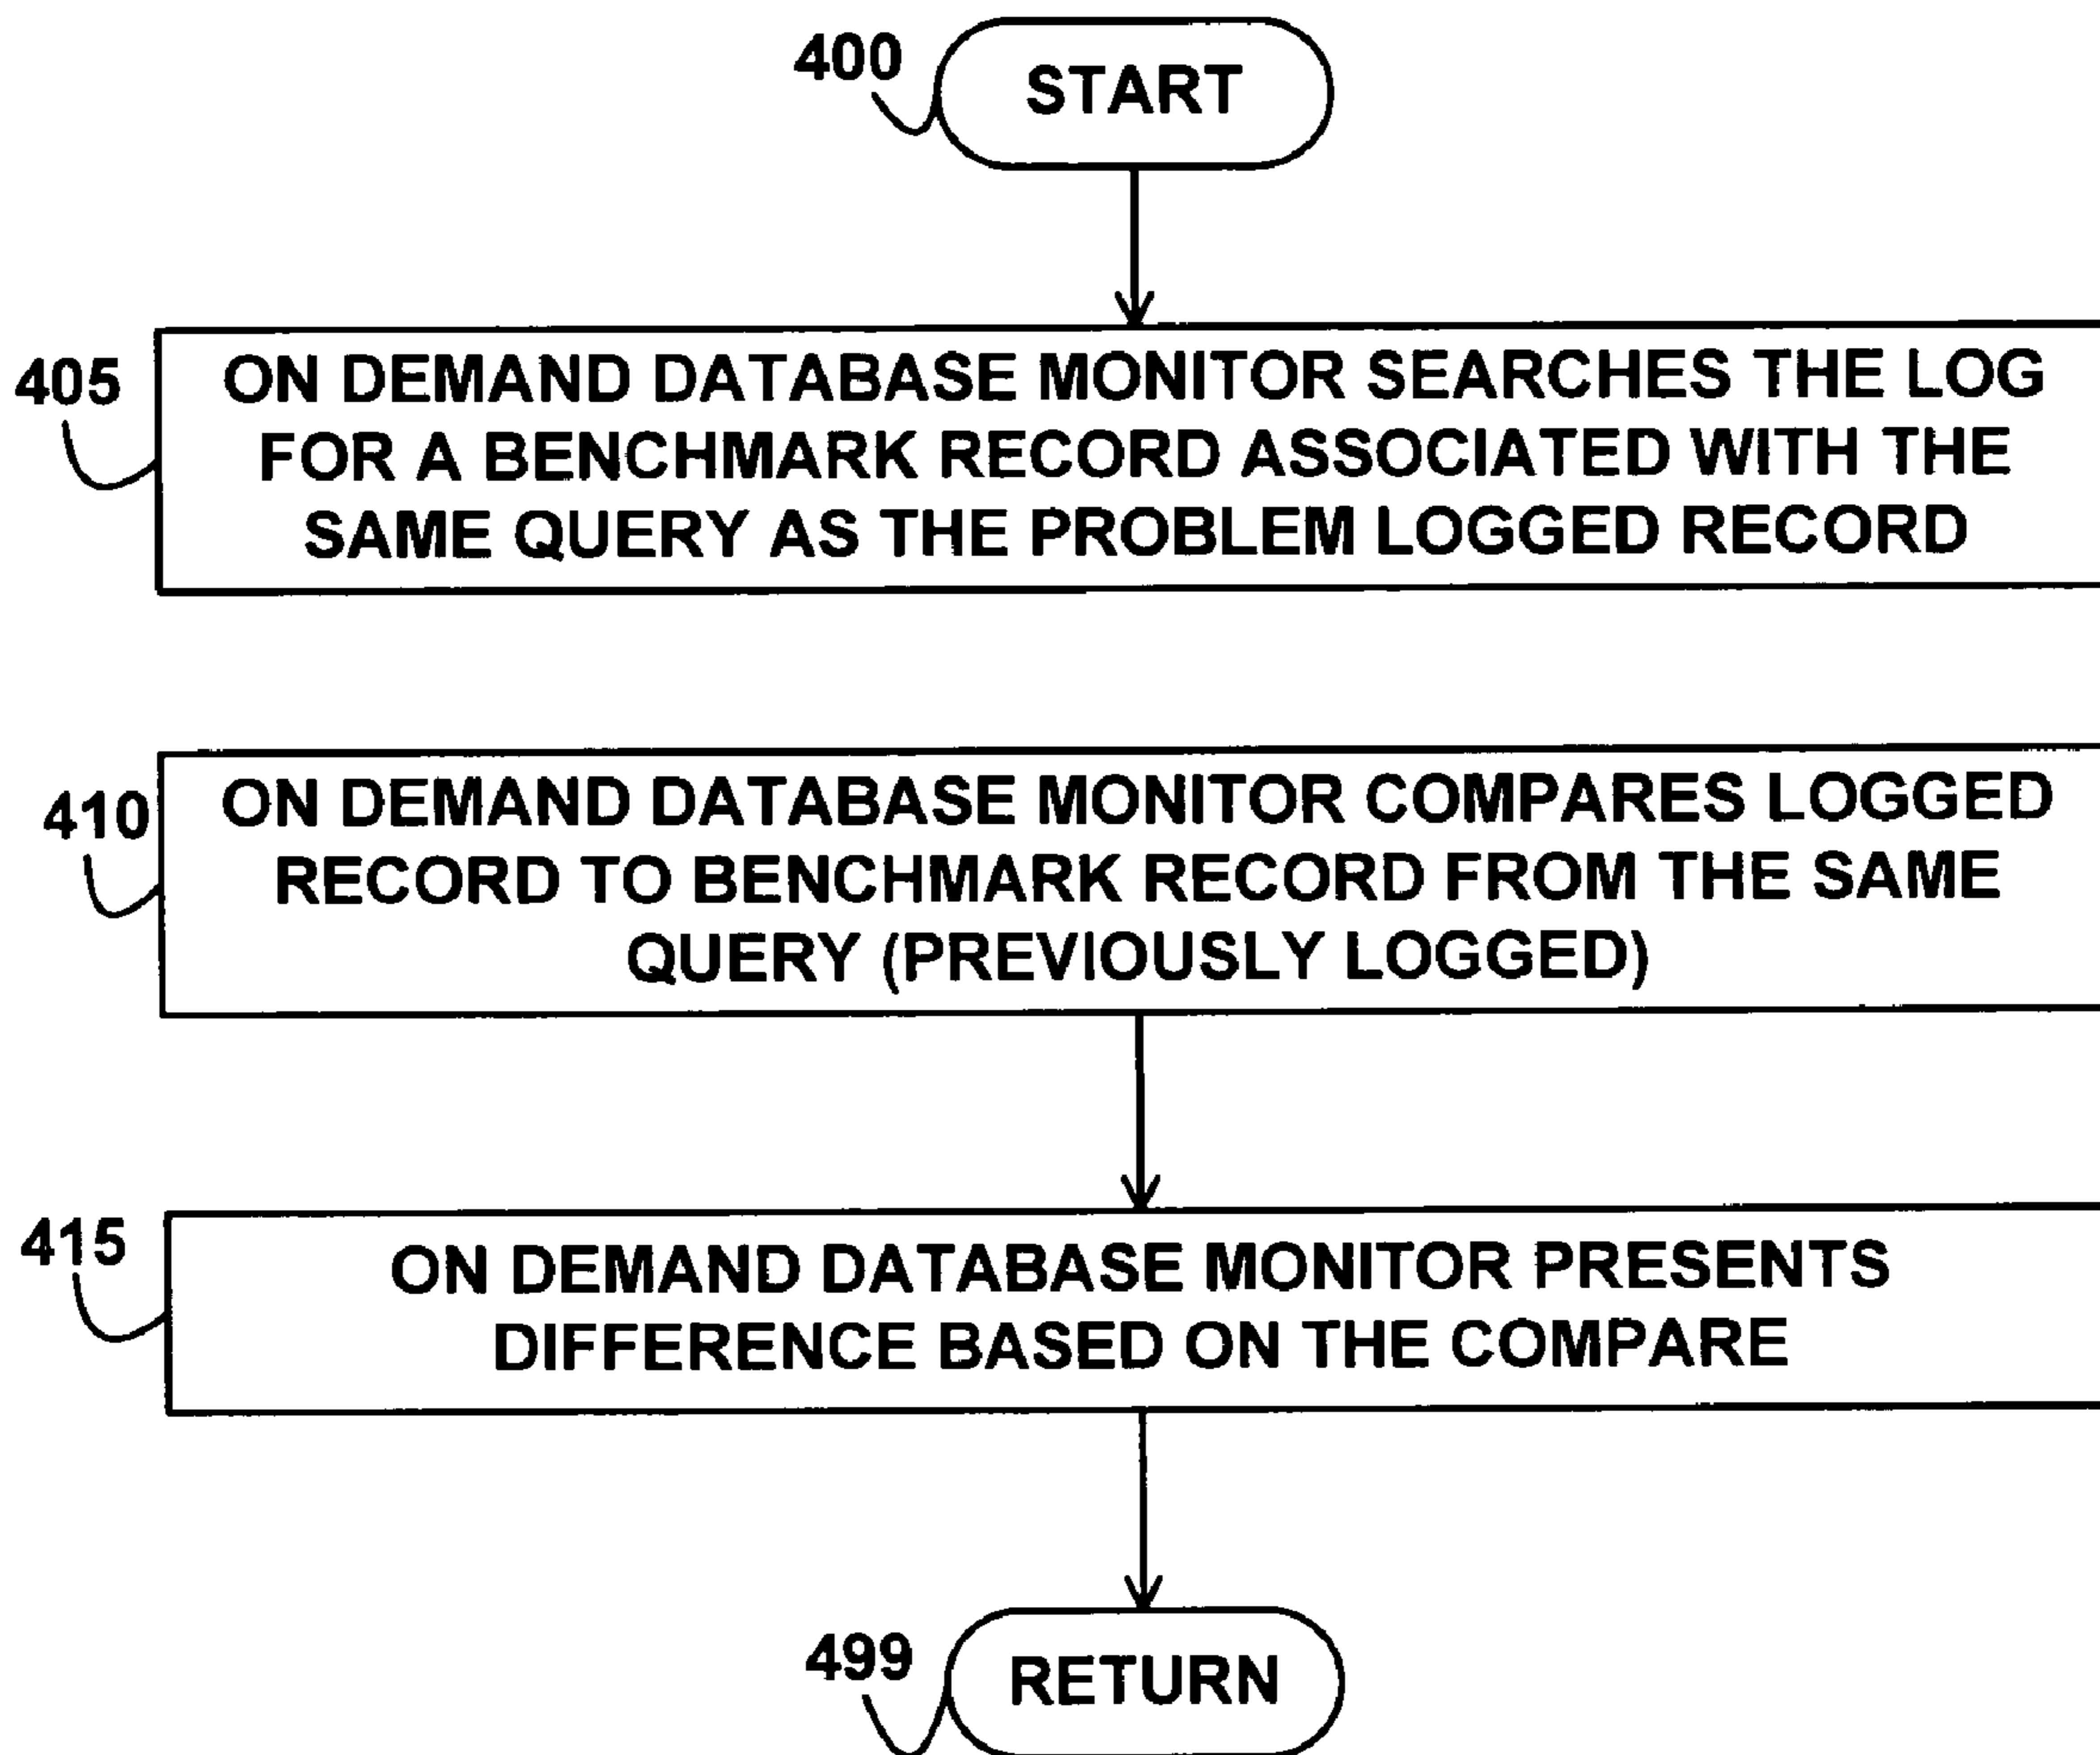 400
START
405
ON DEMAND DATABASE MONITOR SEARCHES THE LOG
FOR A BENCHMARK RECORD ASSOCIATED WITH THE
SAME QUERY AS THE PROBLEM LOGGED RECORD
410
ON DEMAND DATABASE MONITOR COMPARES LOGGED
RECORD TO BENCHMARK RECORD FROM THE SAME
QUERY (PREVIOUSLY LOGGED)
415
ON DEMAND DATABASE MONITOR PRESENTS
DIFFERENCE BASED ON THE COMPARE
499
RETURN